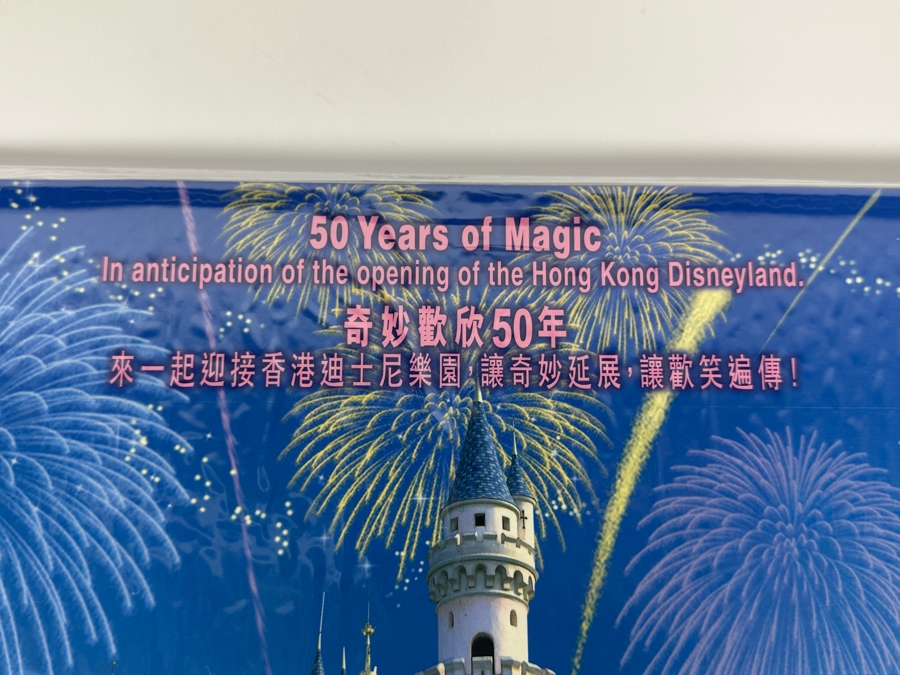 50 Years of Magic
In anticipation of the opening of the Hong Kong Disneyland.
奇妙歡欣50年
來一起迎接香港迪士尼樂園，讓奇妙延展，讓歡笑遍傳！